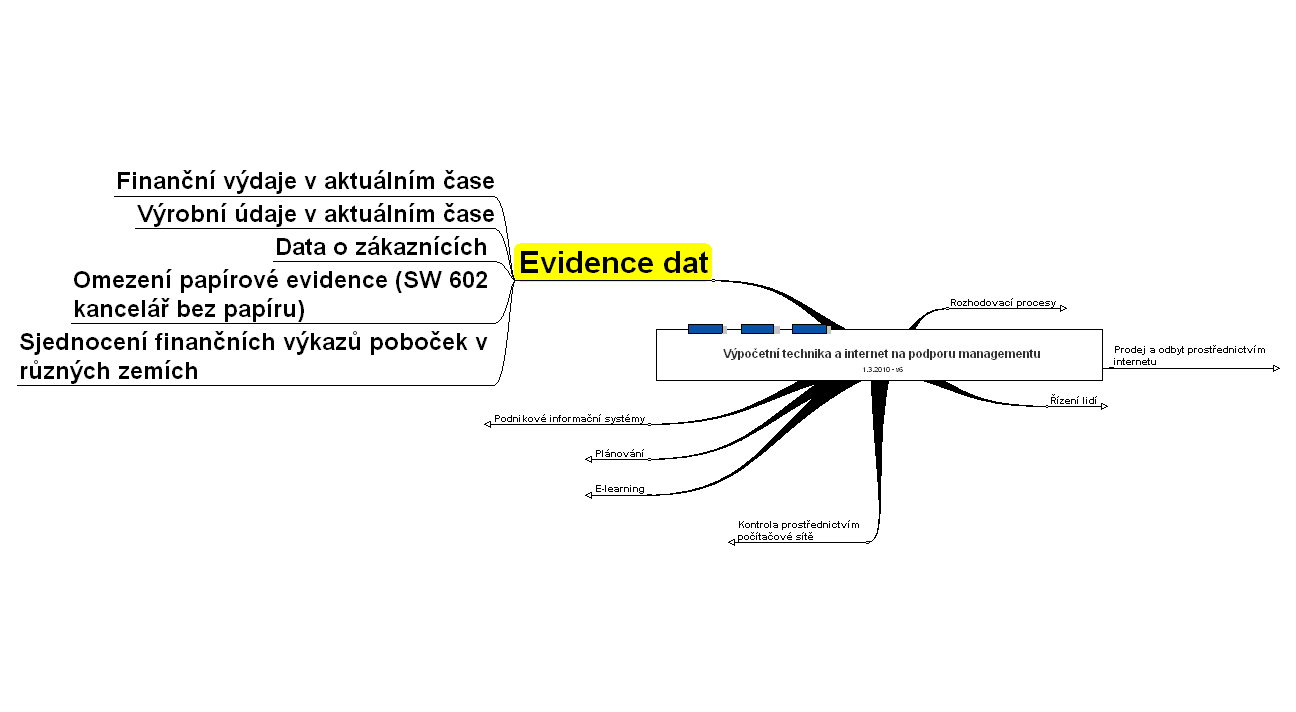 Finanční výdaje v aktuálním čase
Výrobní údaje v aktuálním čase
Data o zákaznících
Omezení papírové evidence (SW 602
kancelář bez papíru)
Sjednocení finančních výkazů poboček v
různých zemích
Evidence dat
Rozhodovací procesy
Výpočetní technika a internet na podporu managementu
1.3.2010 - v6
Prodej a odbyt prostřednictvím
internetu
Řízení lidí
Podnikové informační systémy
Plánování
E-learning
Kontrola prostřednictvím
počítačové sítě